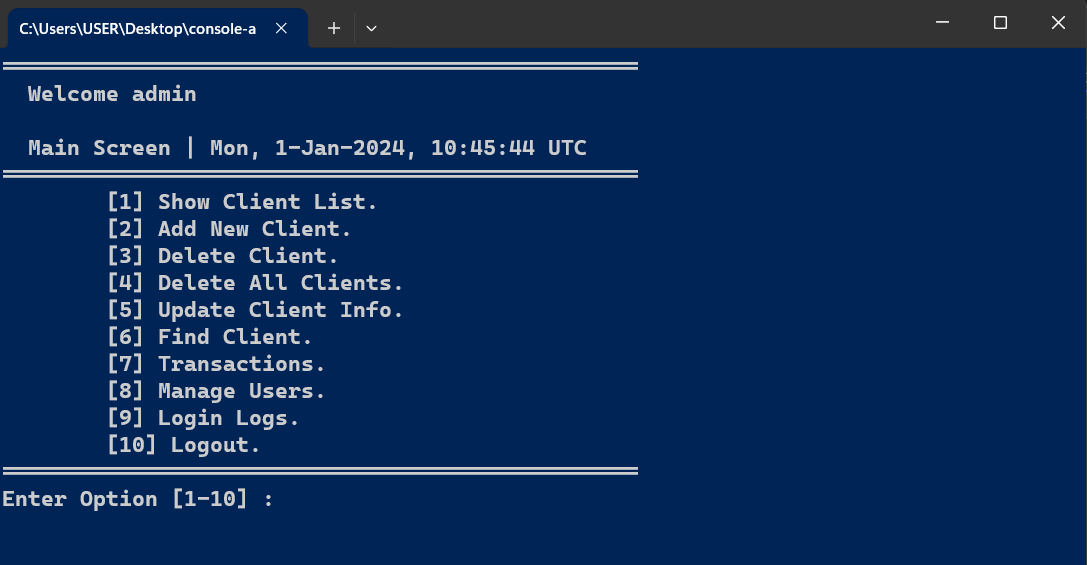 C:\Users\USER\Desktop\console-a
Welcome admin
Main Screen | Mon, 1-Jan-2024, 10:45:44 UTC
[1] Show Client List.
[2] Add New Client.
[3] Delete Client.
[4] Delete All Clients.
[5] Update Client Info.
[6] Find Client.
[7] Transactions.
[8] Manage Users.
[9] Login Logs.
[10] Logout.
Enter Option [1-10] :